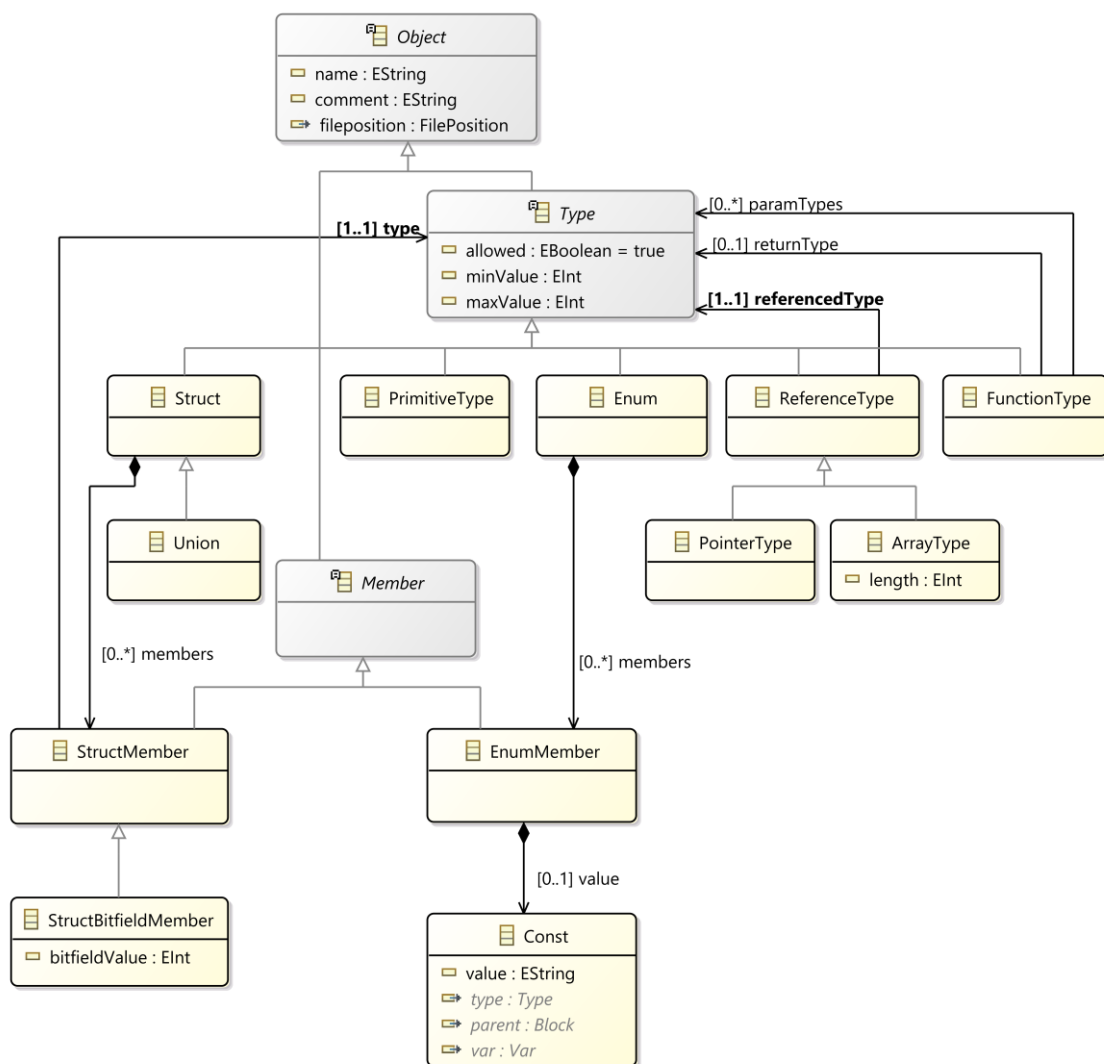 Object
name : EString
comment : EString
fileposition : FilePosition
Type
allowed : EBoolean = true
minValue : EInt
maxValue : EInt
[1..1] type
[0..*] paramTypes
[0..1] returnType
[1..1] referencedType
Struct
PrimitiveType
Enum
ReferenceType
FunctionType
Union
PointerType
ArrayType
length : EInt
Member
[0..*] members
[0..*] members
StructMember
EnumMember
[0..1] value
StructBitfieldMember
bitfieldValue : EInt
Const
value : EString
type : Type
parent : Block
var : Var